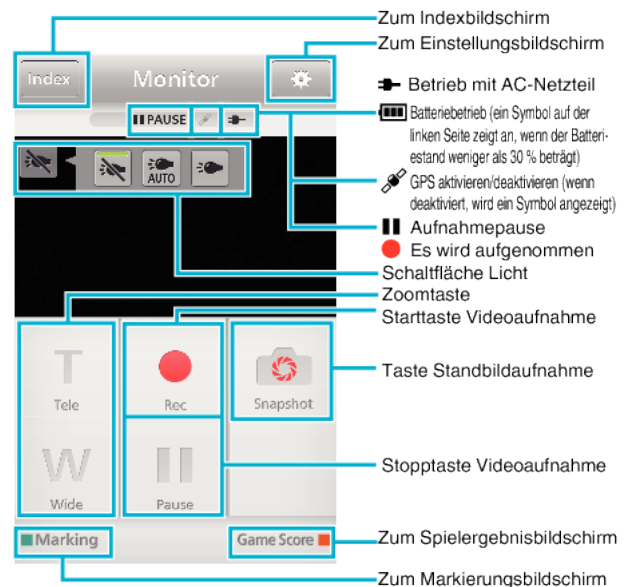 Zum Indexbildschirm
Zum Einstellungsbildschirm
Index
Monitor
PAUSE
AUTO
Betrieb mit AC-Netzteil
Batteriebetrieb (ein Symbol auf der
linken Seite zeigt an, wenn der Batteri-
estand weniger als 30 % beträgt)
GPS aktivieren/deaktivieren (wenn
deaktiviert, wird ein Symbol angezeigt)
Aufnahmepause
Es wird aufgenommen
Schaltfläche Licht
Zoomtaste
Starttaste Videoaufnahme
T
Tele
Rec
Snapshot
Taste Standbildaufnahme
W
Wide
Pause
Stopptaste Videoaufnahme
Marking
Game Score
Zum Spielergebnisbildschirm
Zum Markierungsbildschirm